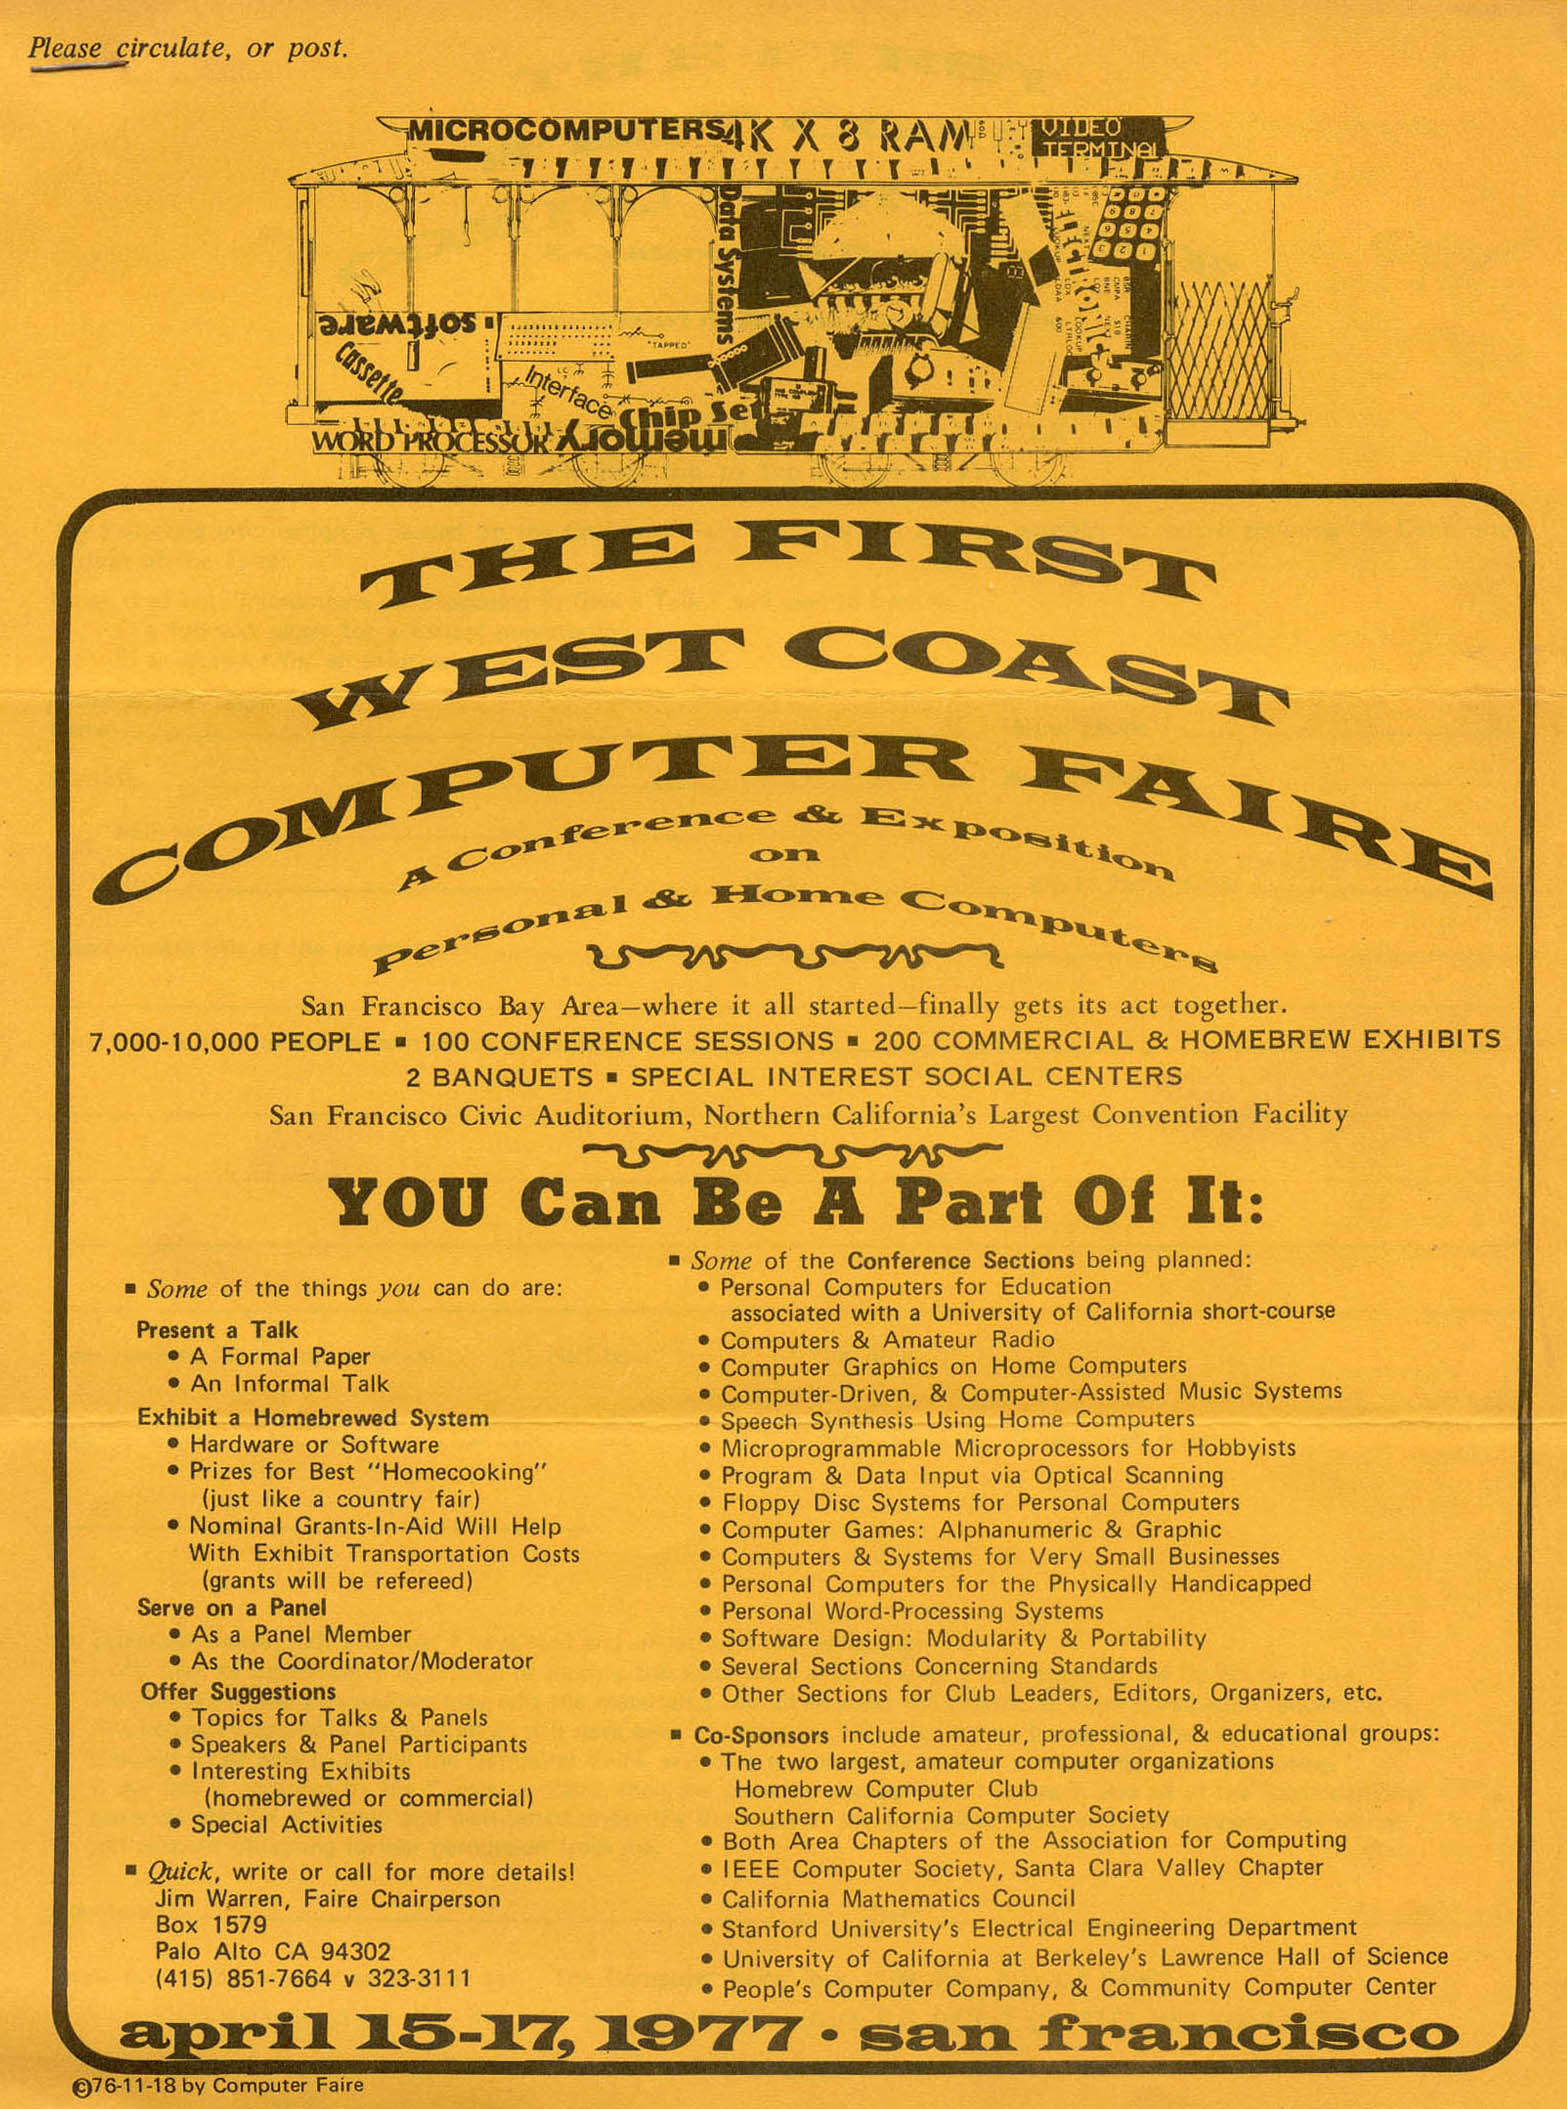 Please circulate, or post.
MICROCOMPUTERS 4K X 8 RAM VIDEO
TERMINAL
Data Systems
ELECTRONICS
software
cassette
"TAPPED"
Interface
Chip Set
WORD PROCESSOR
memory
THE FIRST
WEST COAST
COMPUTER FAIRE
A Conference & Exposition
on
Personal & Home Computers
San Francisco Bay Area—where it all started—finally gets its act together.
7,000-10,000 PEOPLE ▪ 100 CONFERENCE SESSIONS ▪ 200 COMMERCIAL & HOMEBREW EXHIBITS
2 BANQUETS ▪ SPECIAL INTEREST SOCIAL CENTERS
San Francisco Civic Auditorium, Northern California's Largest Convention Facility
YOU Can Be A Part Of It:
▪ Some of the things you can do are:
Present a Talk
• A Formal Paper
• An Informal Talk
Exhibit a Homebrewed System
• Hardware or Software
• Prizes for Best "Homecooking"
(just like a country fair)
• Nominal Grants-In-Aid Will Help
With Exhibit Transportation Costs
(grants will be refereed)
Serve on a Panel
• As a Panel Member
• As the Coordinator/Moderator
Offer Suggestions
• Topics for Talks & Panels
• Speakers & Panel Participants
• Interesting Exhibits
(homebrewed or commercial)
• Special Activities
▪ Quick, write or call for more details!
Jim Warren, Faire Chairperson
Box 1579
Palo Alto CA 94302
(415) 851-7664 v 323-3111
▪ Some of the Conference Sections being planned:
• Personal Computers for Education
associated with a University of California short-course
• Computers & Amateur Radio
• Computer Graphics on Home Computers
• Computer-Driven, & Computer-Assisted Music Systems
• Speech Synthesis Using Home Computers
• Microprogrammable Microprocessors for Hobbyists
• Program & Data Input via Optical Scanning
• Floppy Disc Systems for Personal Computers
• Computer Games: Alphanumeric & Graphic
• Computers & Systems for Very Small Businesses
• Personal Computers for the Physically Handicapped
• Personal Word-Processing Systems
• Software Design: Modularity & Portability
• Several Sections Concerning Standards
• Other Sections for Club Leaders, Editors, Organizers, etc.
▪ Co-Sponsors include amateur, professional, & educational groups:
• The two largest, amateur computer organizations
Homebrew Computer Club
Southern California Computer Society
• Both Area Chapters of the Association for Computing
• IEEE Computer Society, Santa Clara Valley Chapter
• California Mathematics Council
• Stanford University's Electrical Engineering Department
• University of California at Berkeley's Lawrence Hall of Science
• People's Computer Company, & Community Computer Center
april 15-17, 1977 • san francisco
©76-11-18 by Computer Faire